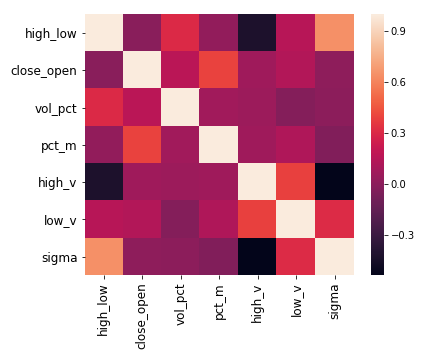 high_low
close_open
vol_pct
pct_m
high_v
low_v
sigma
high_low
close_open
vol_pct
pct_m
high_v
low_v
sigma
0.9
0.6
0.3
0.0
−0.3